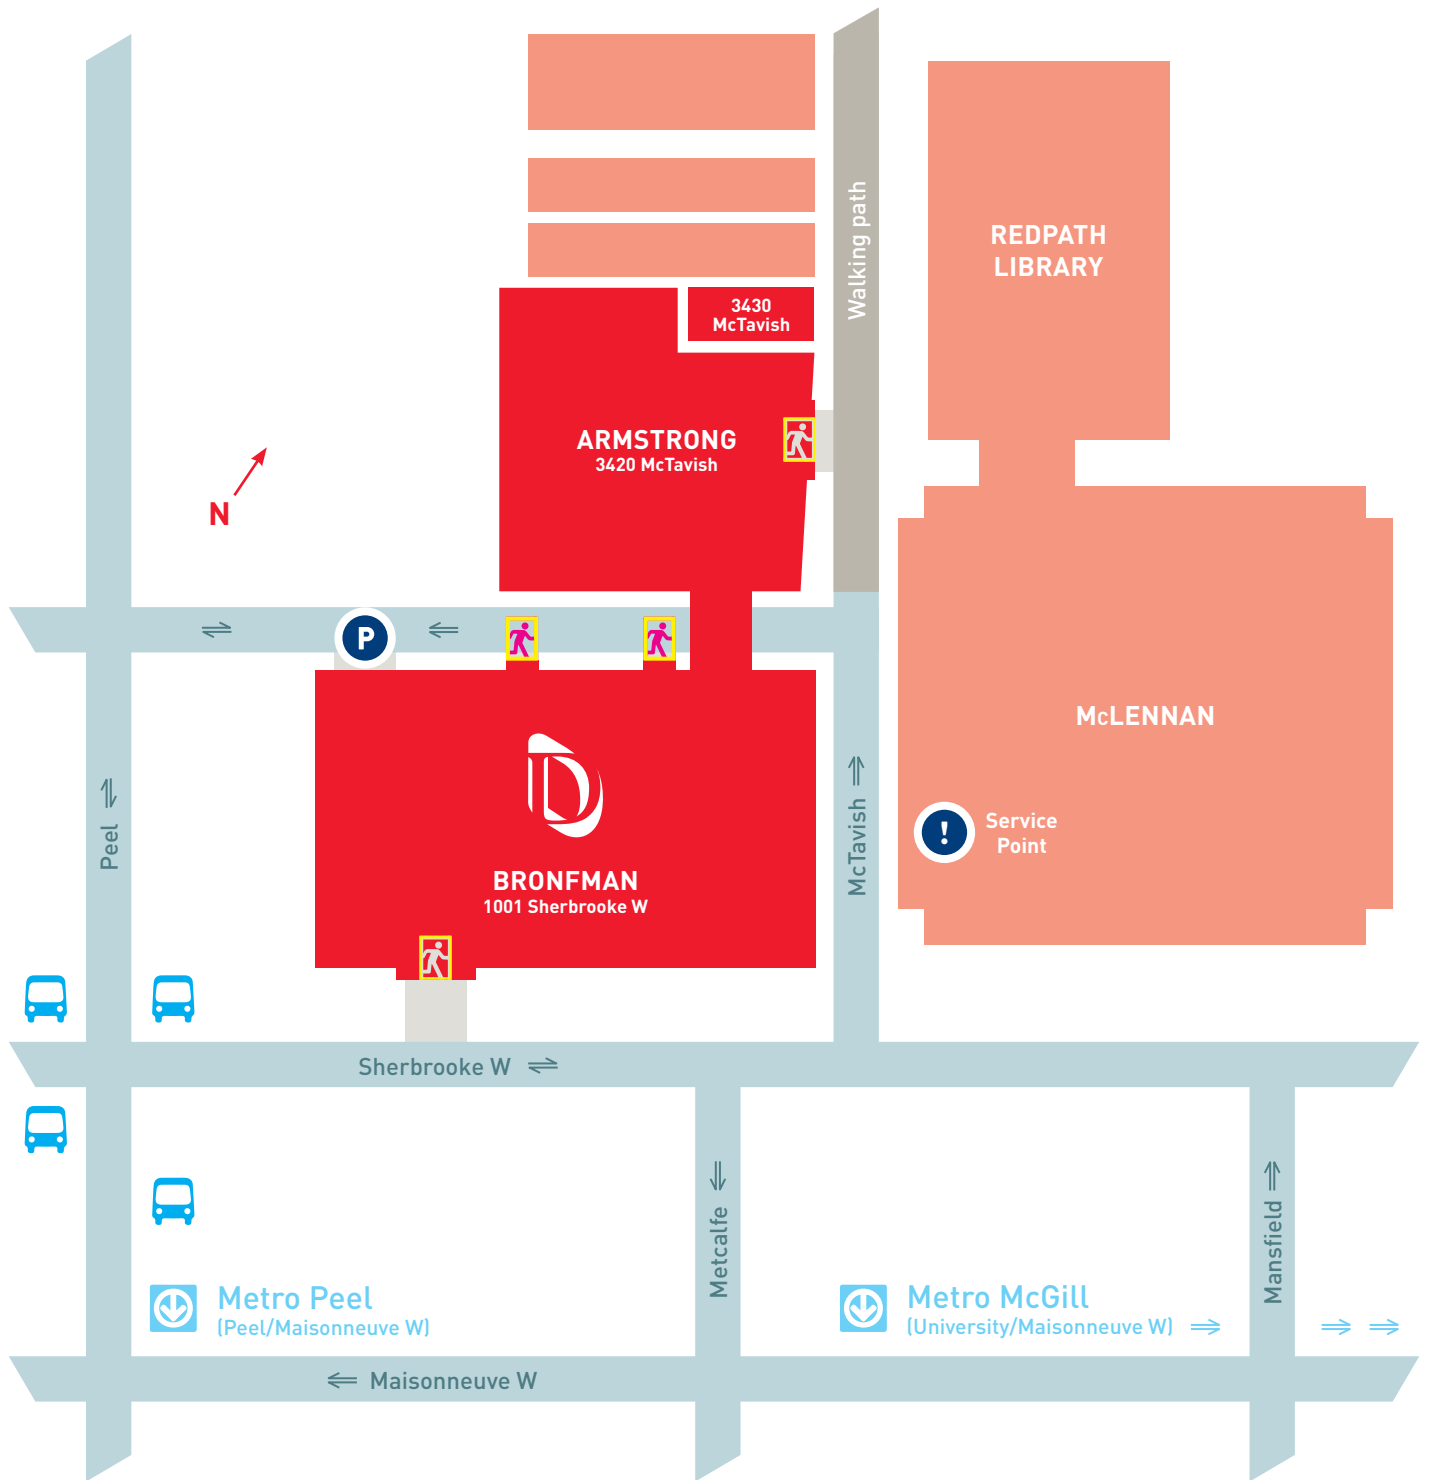 Walking path
REDPATH
LIBRARY
3430
McTavish
ARMSTRONG
3420 McTavish
N
P
McLENNAN
Peel
McTavish
!
Service
Point
BRONFMAN
1001 Sherbrooke W
Sherbrooke W
Metcalfe
Mansfield
Metro Peel
(Peel/Maisonneuve W)
Metro McGill
(University/Maisonneuve W)
Maisonneuve W